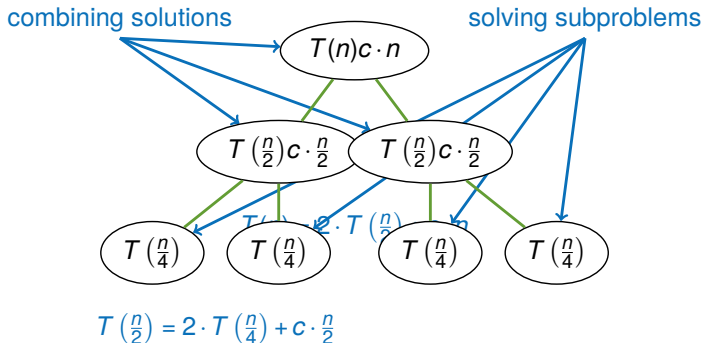 combining solutions
solving subproblems
T(n)c · n
T(n/2)c · n/2
T(n/2)c · n/2
T(n/4)
T(n/4)
T(n/4)
T(n/4)
T(n/2) = 2 · T(n/4) + c · n/2